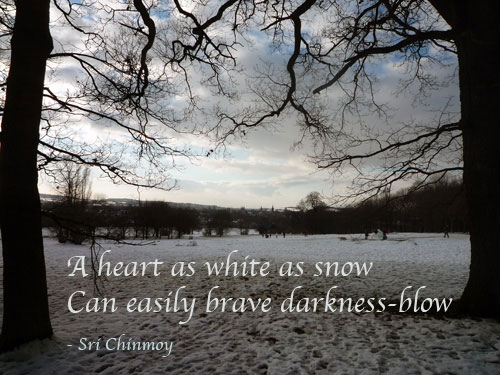 A heart as white as snow
Can easily brave darkness-blow
- Sri Chinmoy